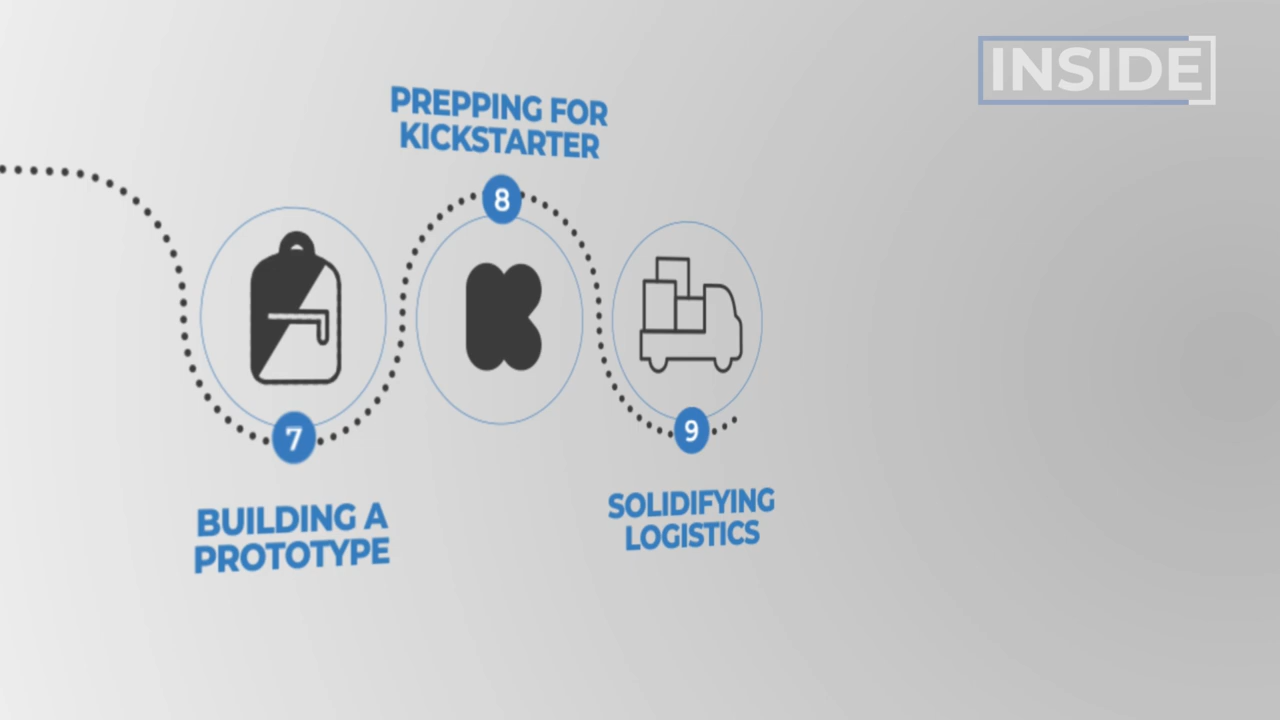 INSIDE
PREPPING FOR
KICKSTARTER
8
7
9
BUILDING A
PROTOTYPE
SOLIDIFYING
LOGISTICS